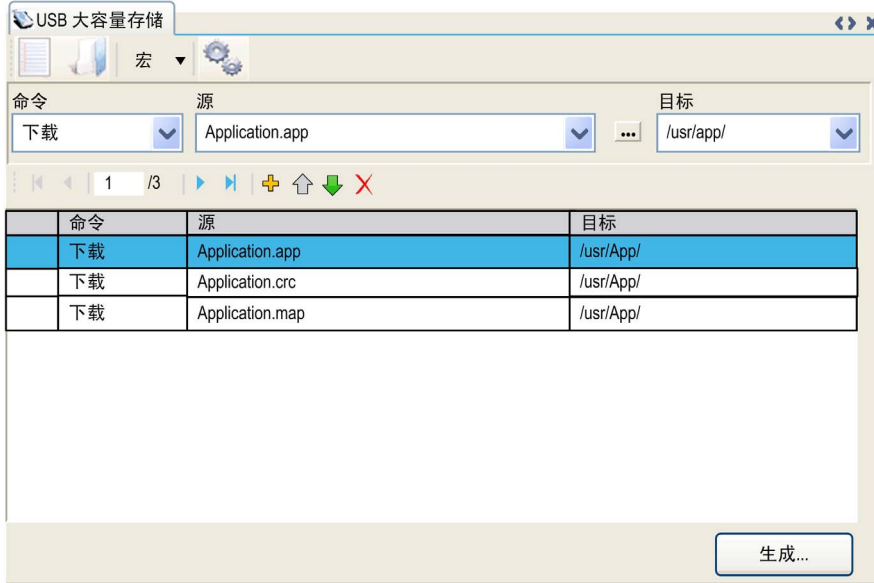 USB 大容量存储
宏
命令 源 目标
下载 Application.app ... /usr/app/
1 /3
命令 源 目标
下载 Application.app /usr/App/
下载 Application.crc /usr/App/
下载 Application.map /usr/App/
生成...